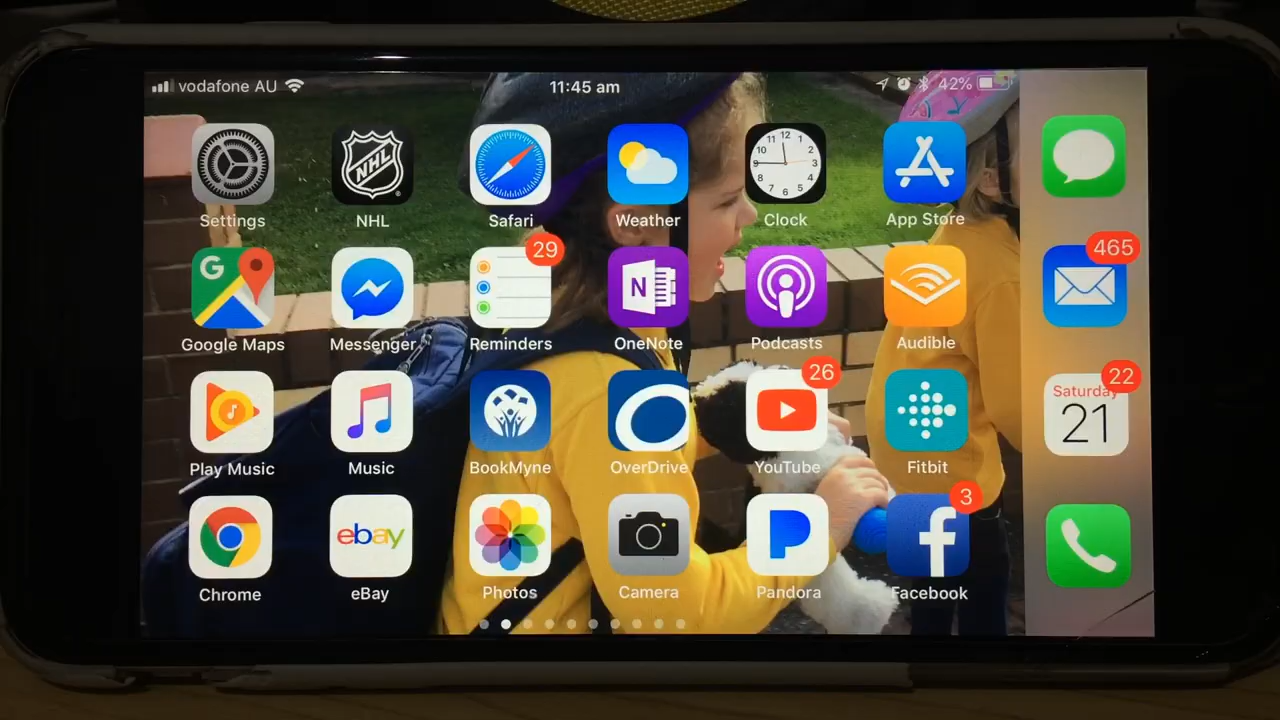 vodafone AU 11:45 am 42%
Settings NHL Safari Weather Clock App Store
29 465
Google Maps Messenger Reminders OneNote Podcasts Audible
26 Saturday 22
21
Play Music Music BookMyne OverDrive YouTube Fitbit
ebay 3
Chrome eBay Photos Camera Pandora Facebook